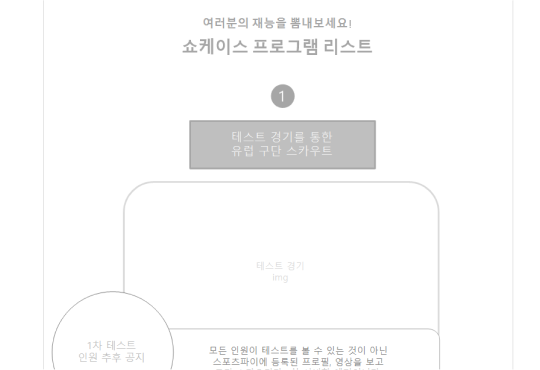 여러분의 재능을 뽐내보세요!
쇼케이스 프로그램 리스트
1
테스트 경기를 통한
유럽 구단 스카우트
테스트 경기
img
1차 테스트
인원 추후 공지
모든 인원이 테스트를 볼 수 있는 것이 아닌
스포츠파이에 등록된 프로필, 영상을 보고